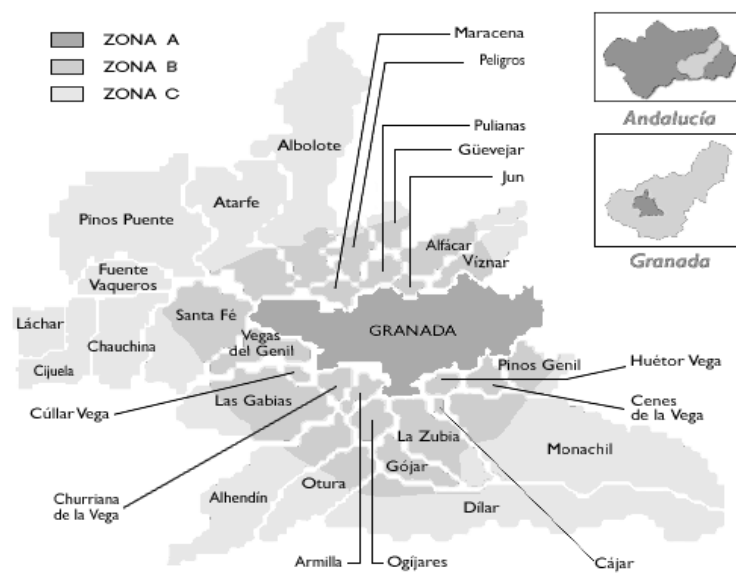 ZONA A
ZONA B
ZONA C
Maracena
Peligros
Pulianas
Güevejar
Jun
Andalucía
Granada
Albolote
Atarfe
Pinos Puente
Alfácar
Víznar
Fuente
Vaqueros
Láchar
Santa Fé
Chauchina
Cijuela
GRANADA
Vegas
del Genil
Pinos Genil
Huétor Vega
Cúllar Vega
Las Gabias
Cenes
de la Vega
La Zubia
Monachil
Gójar
Churriana
de la Vega
Alhendín
Otura
Dílar
Armilla
Ogíjares
Cájar